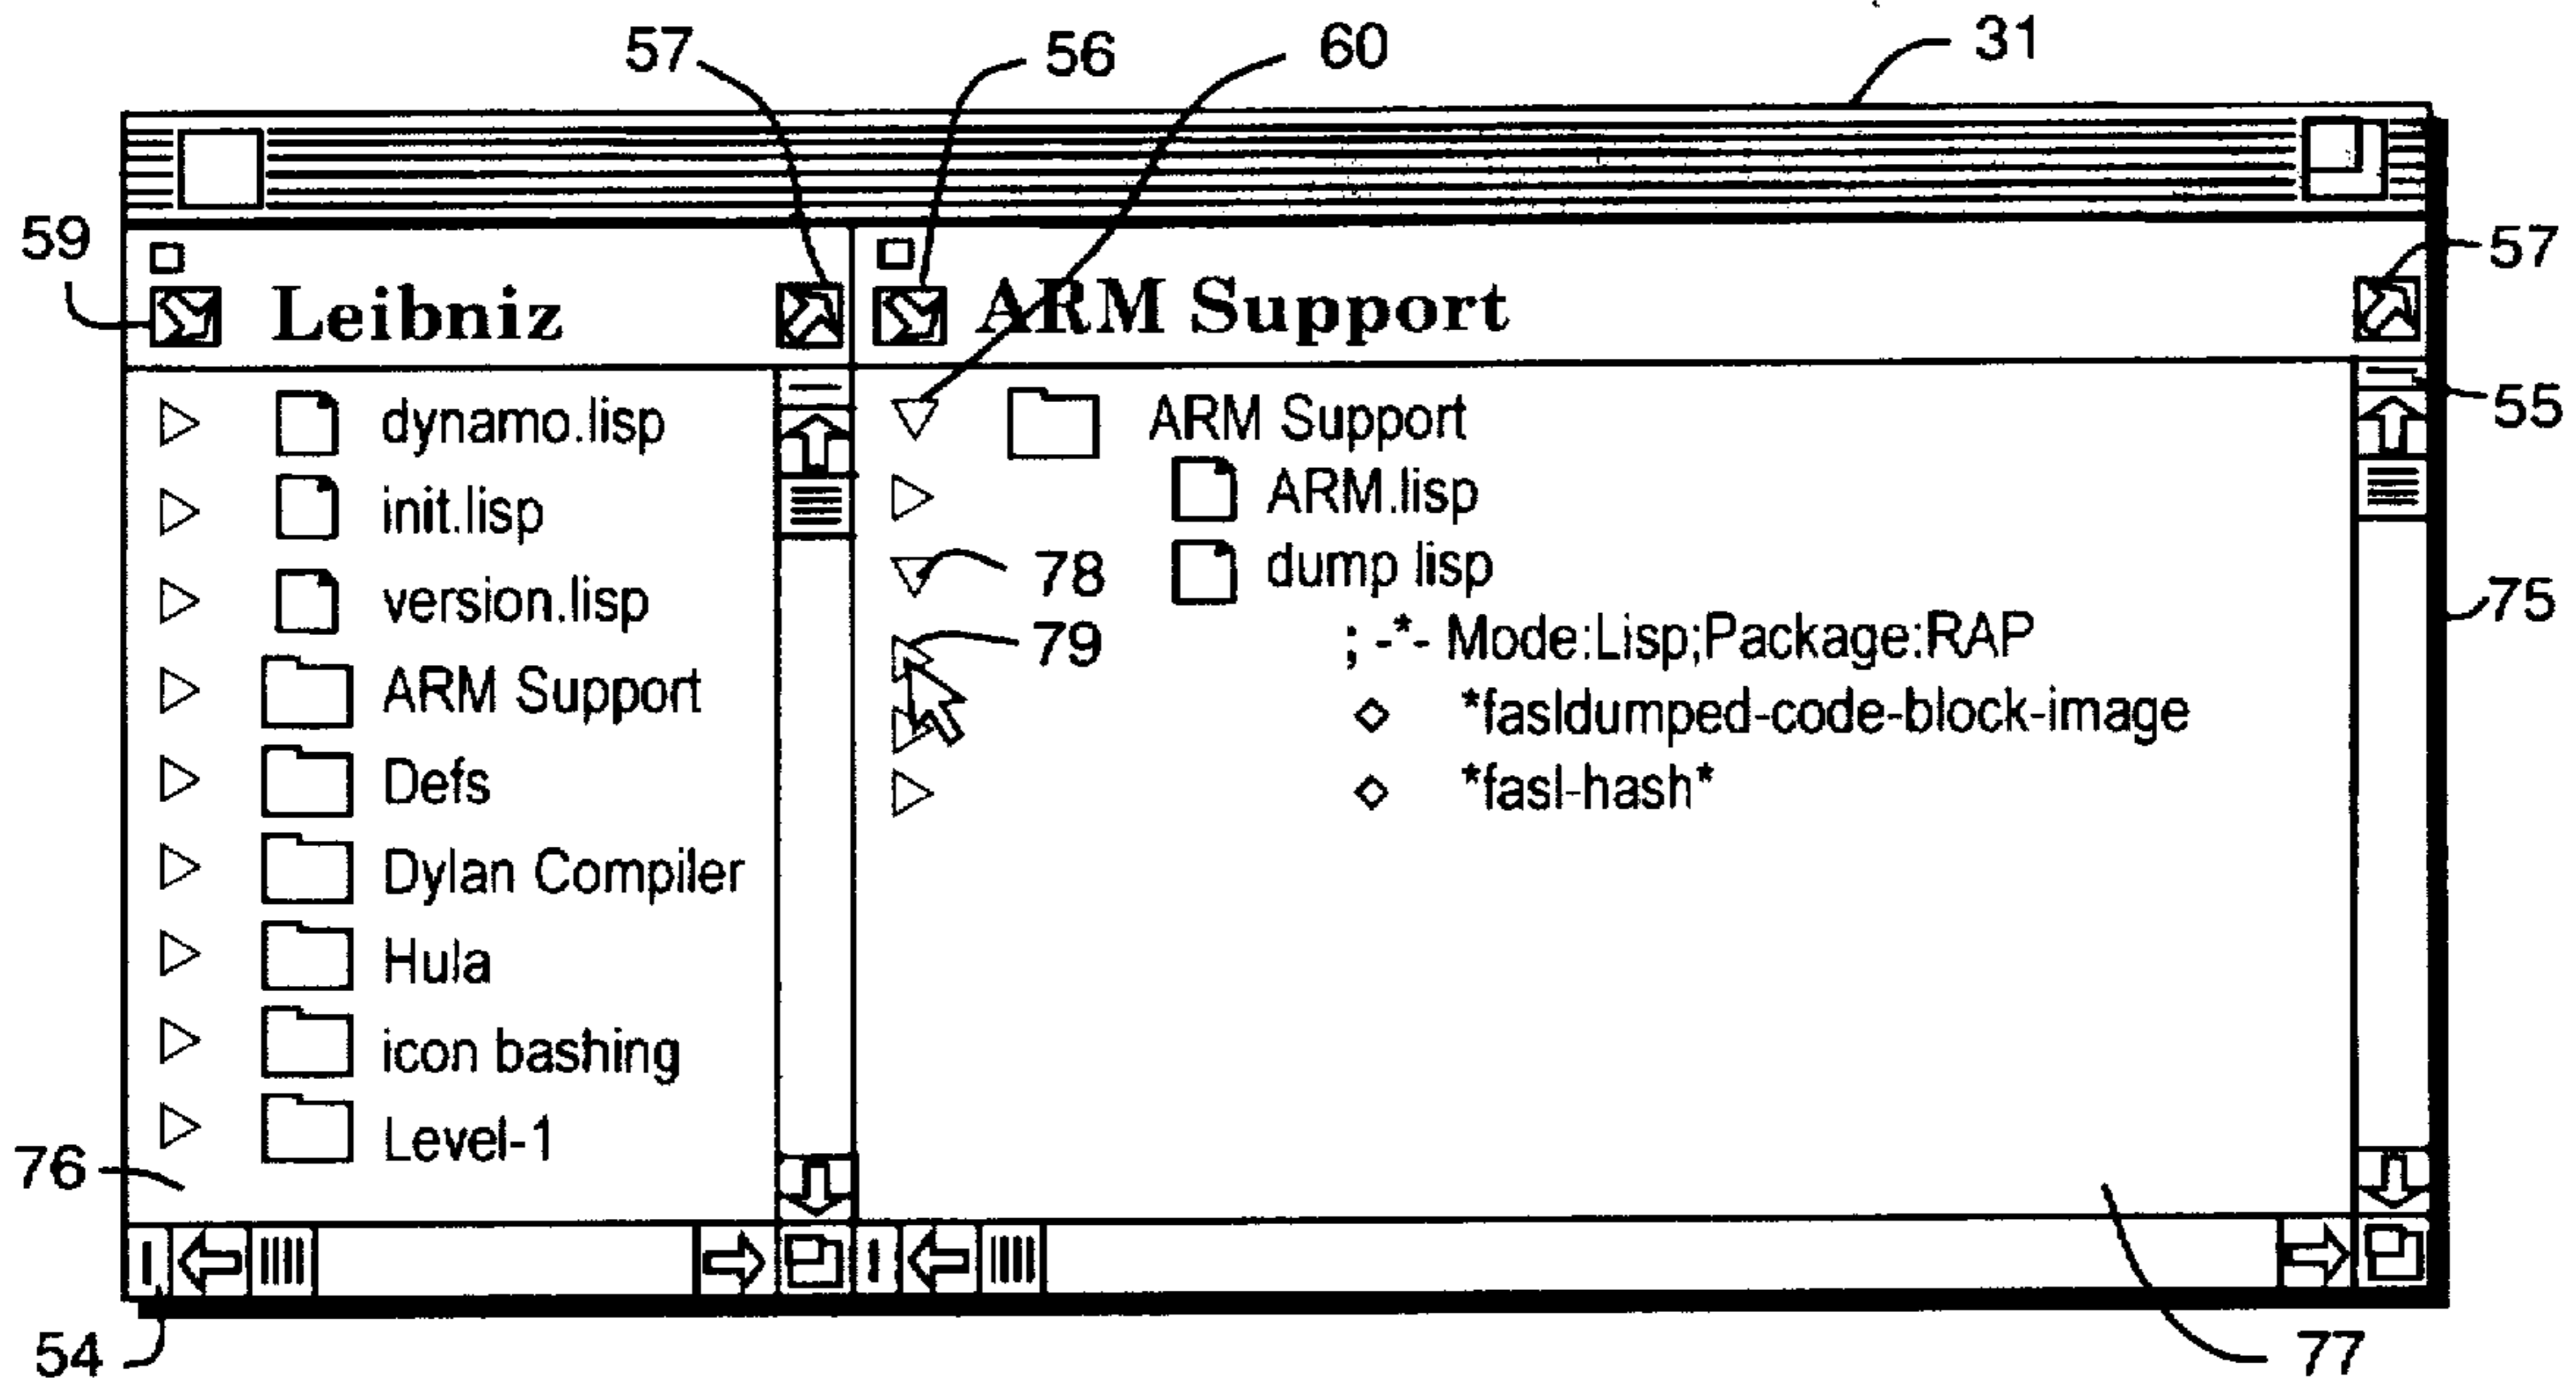 57 56 60 31
59 57
Leibniz
dynamo.lisp
init.lisp
version.lisp
ARM Support
Defs
Dylan Compiler
Hula
icon bashing
Level-1
76
54
ARM Support
ARM Support
ARM.lisp
78 dump lisp
79 ; -*- Mode:Lisp;Package:RAP
*fasldumped-code-block-image
*fasl-hash*
55
75
77